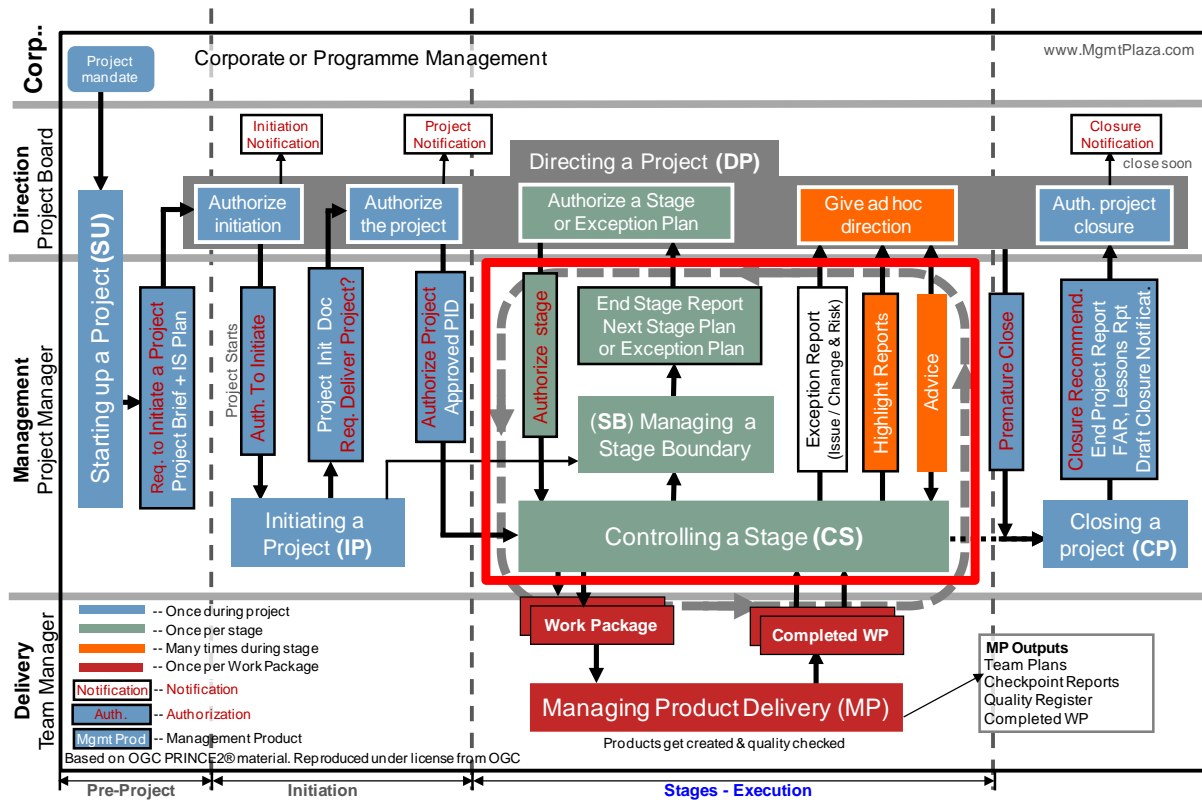 Corp..
Project
mandate
Corporate or Programme Management
www.MgmtPlaza.com
Direction
Project Board
Initiation
Notification
Project
Notification
Closure
Notification
close soon
Directing a Project (DP)
Authorize
initiation
Authorize
the project
Authorize a Stage
or Exception Plan
Give ad hoc
direction
Auth. project
closure
Management
Project Manager
Starting up a Project (SU)
Req. to Initiate a Project
Project Brief + IS Plan
Project Starts
Auth. To Initiate
Project Init Doc
Req. Deliver Project?
Authorize Project
Approved PID
Authorize stage
End Stage Report
Next Stage Plan
or Exception Plan
Exception Report
(Issue / Change & Risk)
Highlight Reports
Advice
Premature Close
Closure Recommend.
End Project Report
FAR, Lessons Rpt
Draft Closure Notificat.
(SB) Managing a
Stage Boundary
Initiating a
Project (IP)
Controlling a Stage (CS)
Closing a
project (CP)
Delivery
Team Manager
-- Once during project
-- Once per stage
-- Many times during stage
-- Once per Work Package
Notification -- Notification
Auth. -- Authorization
Mgmt Prod -- Management Product
Work Package
Completed WP
Managing Product Delivery (MP)
Products get created & quality checked
MP Outputs
Team Plans
Checkpoint Reports
Quality Register
Completed WP
Based on OGC PRINCE2® material. Reproduced under license from OGC
Pre-Project
Initiation
Stages - Execution